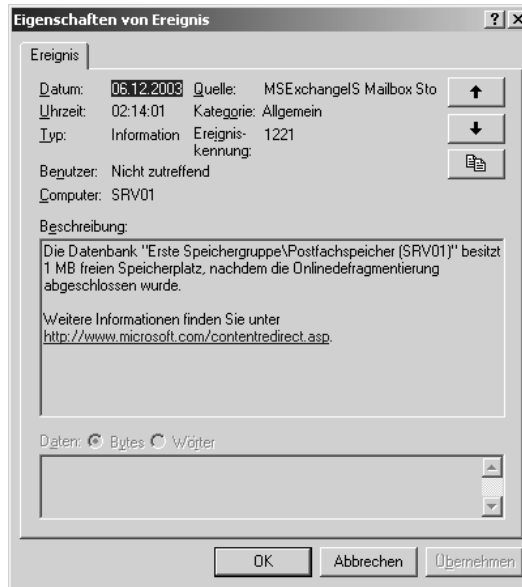 Eigenschaften von Ereignis
Ereignis
Datum: 06.12.2003 Quelle: MSExchangeIS Mailbox Sto
Uhrzeit: 02:14:01 Kategorie: Allgemein
Typ: Information Ereignis-kennung: 1221
Benutzer: Nicht zutreffend
Computer: SRV01
Beschreibung:
Die Datenbank "Erste Speichergruppe\Postfachspeicher (SRV01)" besitzt
1 MB freien Speicherplatz, nachdem die Onlinedefragmentierung
abgeschlossen wurde.
Weitere Informationen finden Sie unter
http://www.microsoft.com/contentredirect.asp.
Daten: Bytes Wörter
OK Abbrechen Übernehmen